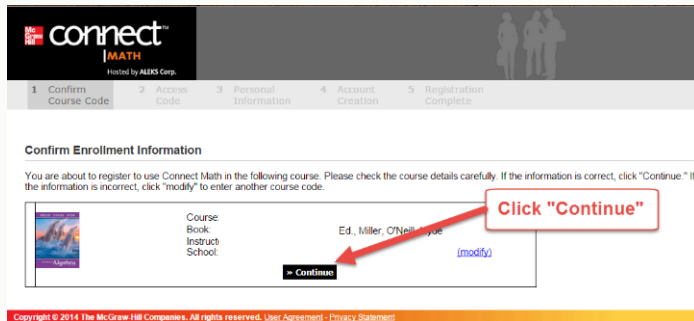 Mc Graw Hill connect™
MATH
Hosted by ALEKS Corp.
1 Confirm Course Code 2 Access Code 3 Personal Information 4 Account Creation 5 Registration Complete
Confirm Enrollment Information
You are about to register to use Connect Math in the following course. Please check the course details carefully. If the information is correct, click "Continue." If
the information is incorrect, click "modify" to enter another course code.
Click "Continue"
Course
Book: Ed., Miller, O'Neill,
Instruct
School: (modify)
Algebra
» Continue
Copyright © 2014 The McGraw-Hill Companies. All rights reserved. User Agreement - Privacy Statement